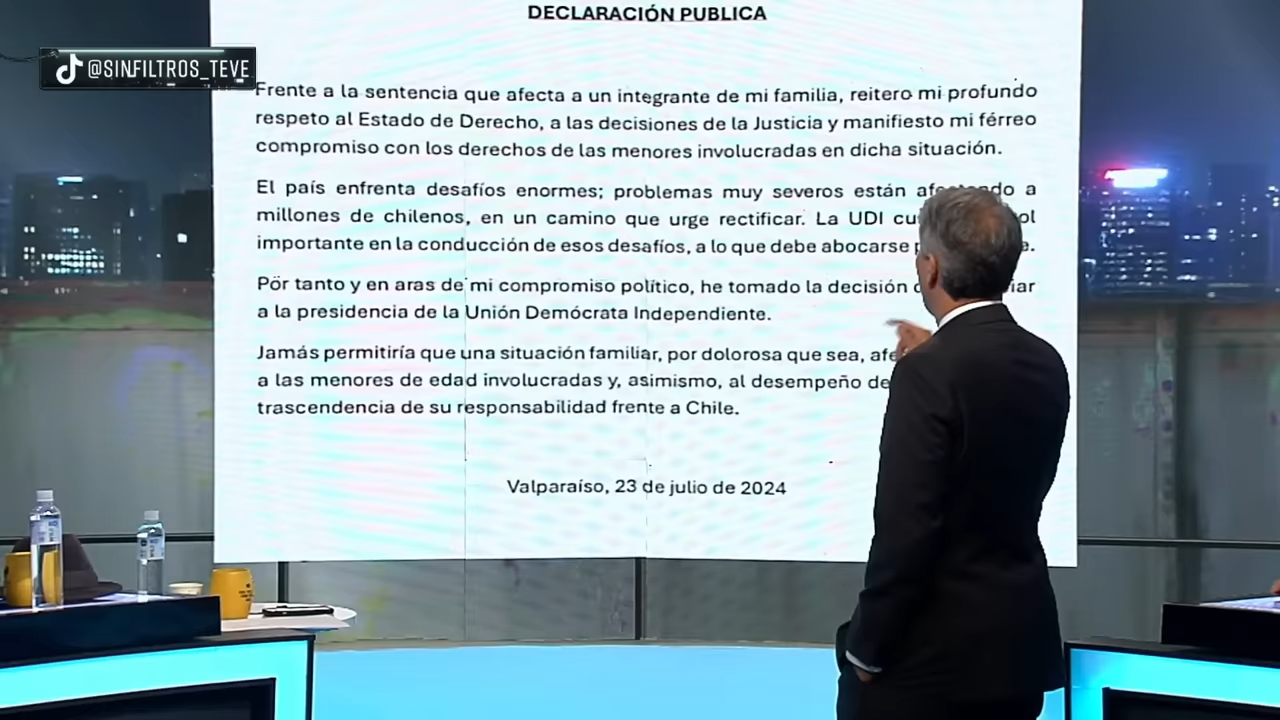 DECLARACIÓN PUBLICA
@SINFILTROS_TEVE
Frente a la sentencia que afecta a un integrante de mi familia, reitero mi profundo
respeto al Estado de Derecho, a las decisiones de la Justicia y manifiesto mi férreo
compromiso con los derechos de las menores involucradas en dicha situación.
El país enfrenta desafíos enormes; problemas muy severos están a
millones de chilenos, en un camino que urge rectificar. La UDI
importante en la conducción de esos desafíos, a lo que debe abocarse
Por tanto y en aras de mi compromiso político, he tomado la decisión
a la presidencia de la Unión Demócrata Independiente.
Jamás permitiría que una situación familiar, por dolorosa que sea,
a las menores de edad involucradas y, asimismo, al desempeño
trascendencia de su responsabilidad frente a Chile.
Valparaíso, 23 de julio de 2024